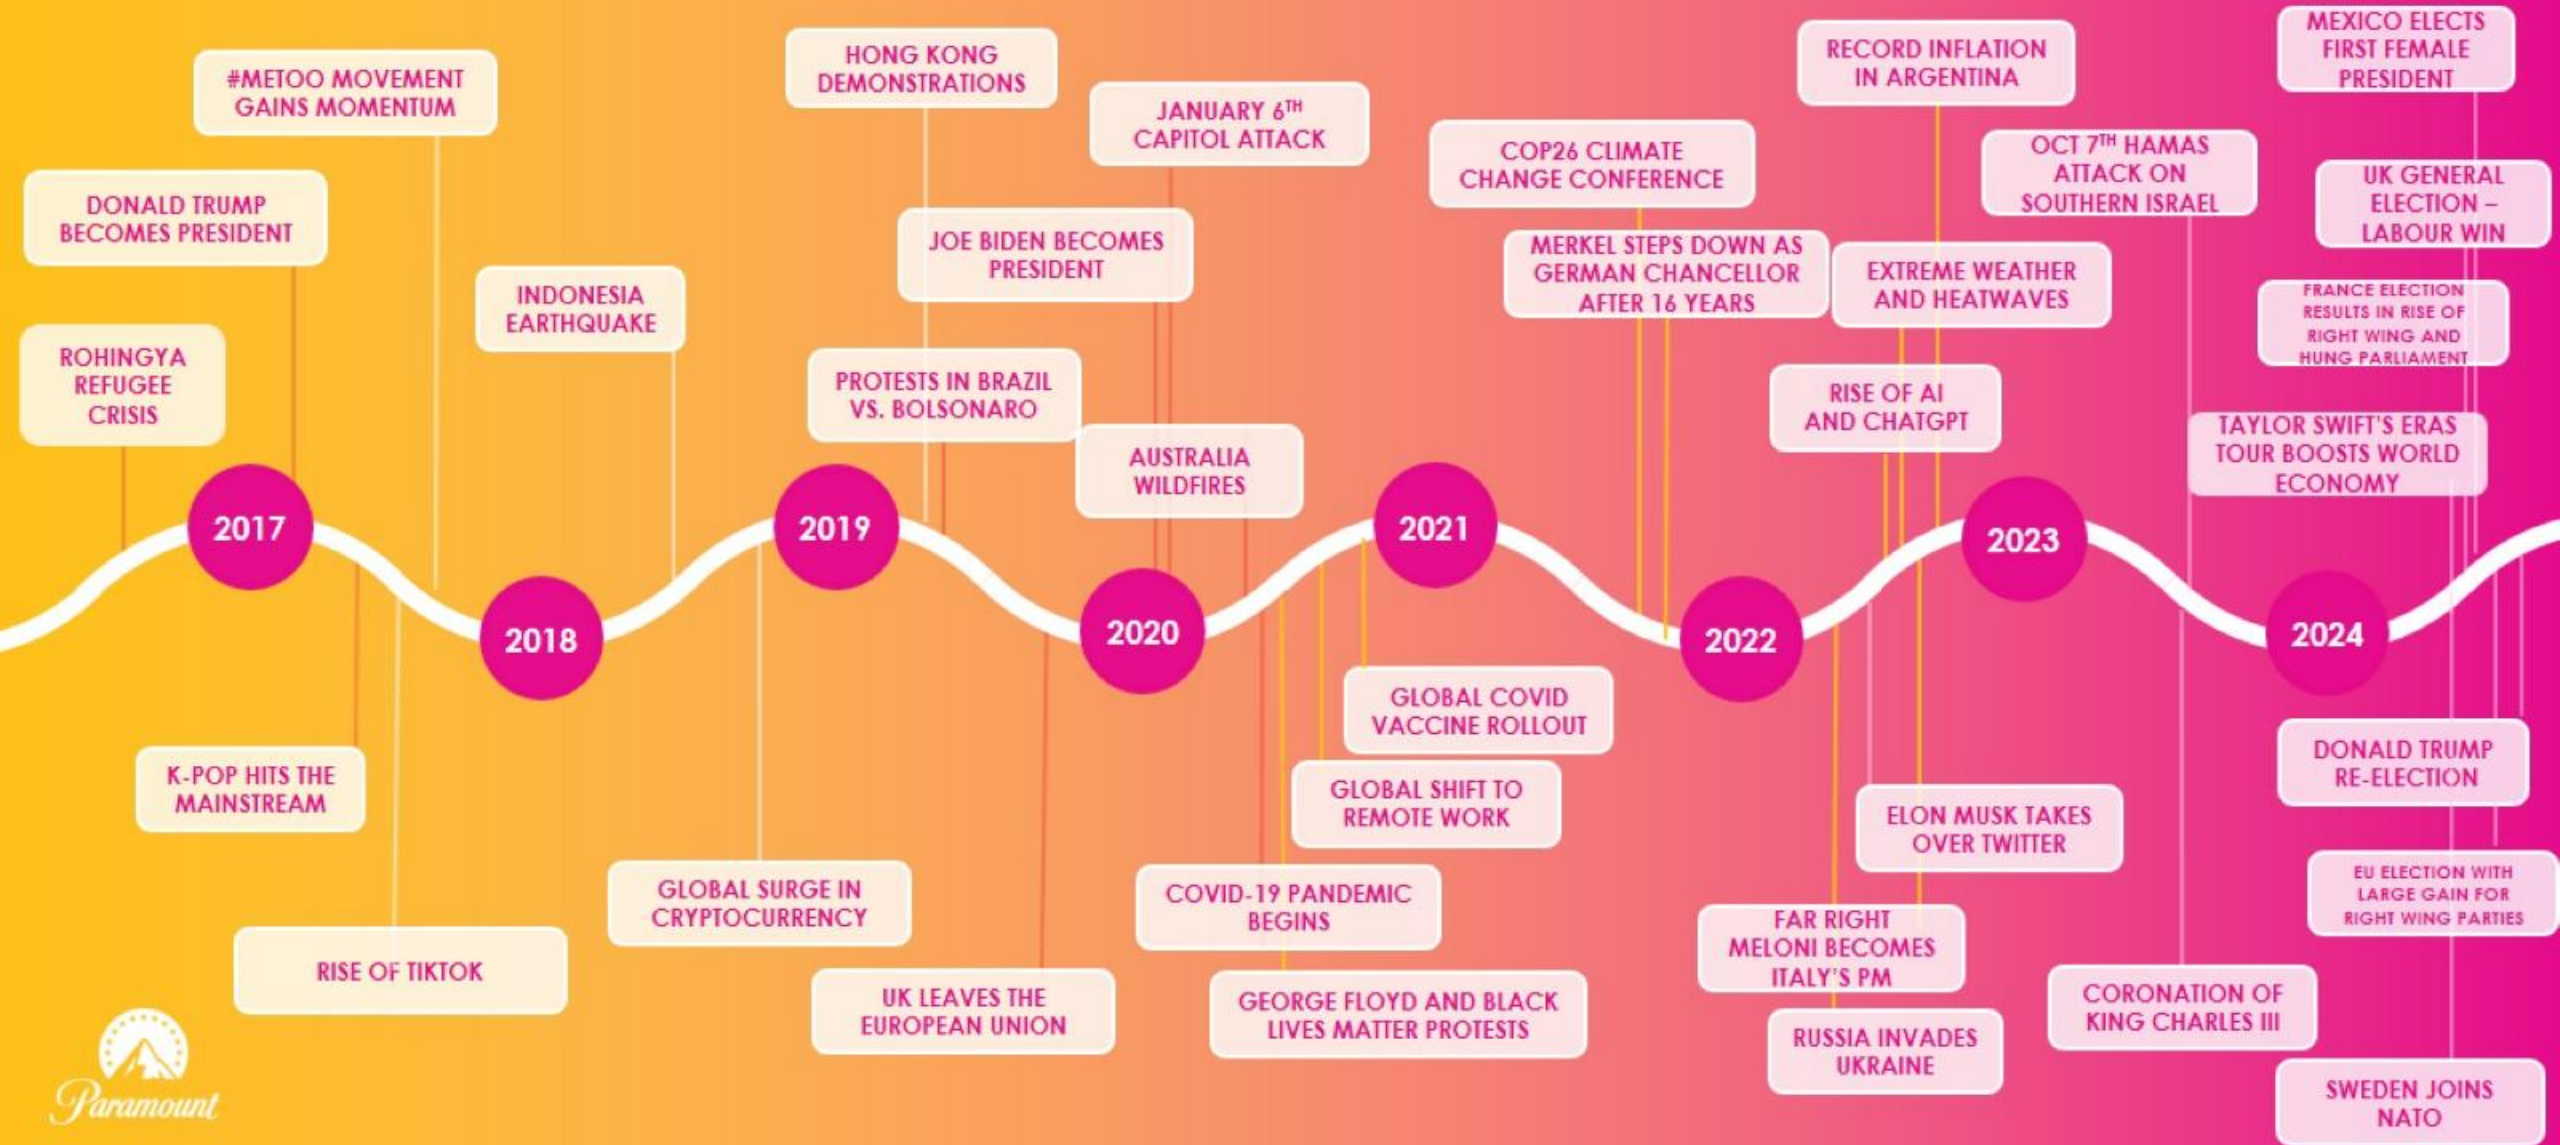 #METOO MOVEMENT
GAINS MOMENTUM
DONALD TRUMP
BECOMES PRESIDENT
ROHINGYA
REFUGEE
CRISIS
INDONESIA
EARTHQUAKE
HONG KONG
DEMONSTRATIONS
JANUARY 6TH
CAPITOL ATTACK
JOE BIDEN BECOMES
PRESIDENT
PROTESTS IN BRAZIL
VS. BOLSONARO
AUSTRALIA
WILDFIRES
COP26 CLIMATE
CHANGE CONFERENCE
MERKEL STEPS DOWN AS
GERMAN CHANCELLOR
AFTER 16 YEARS
RECORD INFLATION
IN ARGENTINA
EXTREME WEATHER
AND HEATWAVES
RISE OF AI
AND CHATGPT
OCT 7TH HAMAS
ATTACK ON
SOUTHERN ISRAEL
MEXICO ELECTS
FIRST FEMALE
PRESIDENT
UK GENERAL
ELECTION –
LABOUR WIN
FRANCE ELECTION
RESULTS IN RISE OF
RIGHT WING AND
HUNG PARLIAMENT
TAYLOR SWIFT'S ERAS
TOUR BOOSTS WORLD
ECONOMY
2017
2018
2019
2020
2021
2022
2023
2024
K-POP HITS THE
MAINSTREAM
RISE OF TIKTOK
GLOBAL SURGE IN
CRYPTOCURRENCY
UK LEAVES THE
EUROPEAN UNION
GLOBAL COVID
VACCINE ROLLOUT
GLOBAL SHIFT TO
REMOTE WORK
COVID-19 PANDEMIC
BEGINS
GEORGE FLOYD AND BLACK
LIVES MATTER PROTESTS
ELON MUSK TAKES
OVER TWITTER
FAR RIGHT
MELONI BECOMES
ITALY'S PM
RUSSIA INVADES
UKRAINE
CORONATION OF
KING CHARLES III
DONALD TRUMP
RE-ELECTION
EU ELECTION WITH
LARGE GAIN FOR
RIGHT WING PARTIES
SWEDEN JOINS
NATO
Paramount